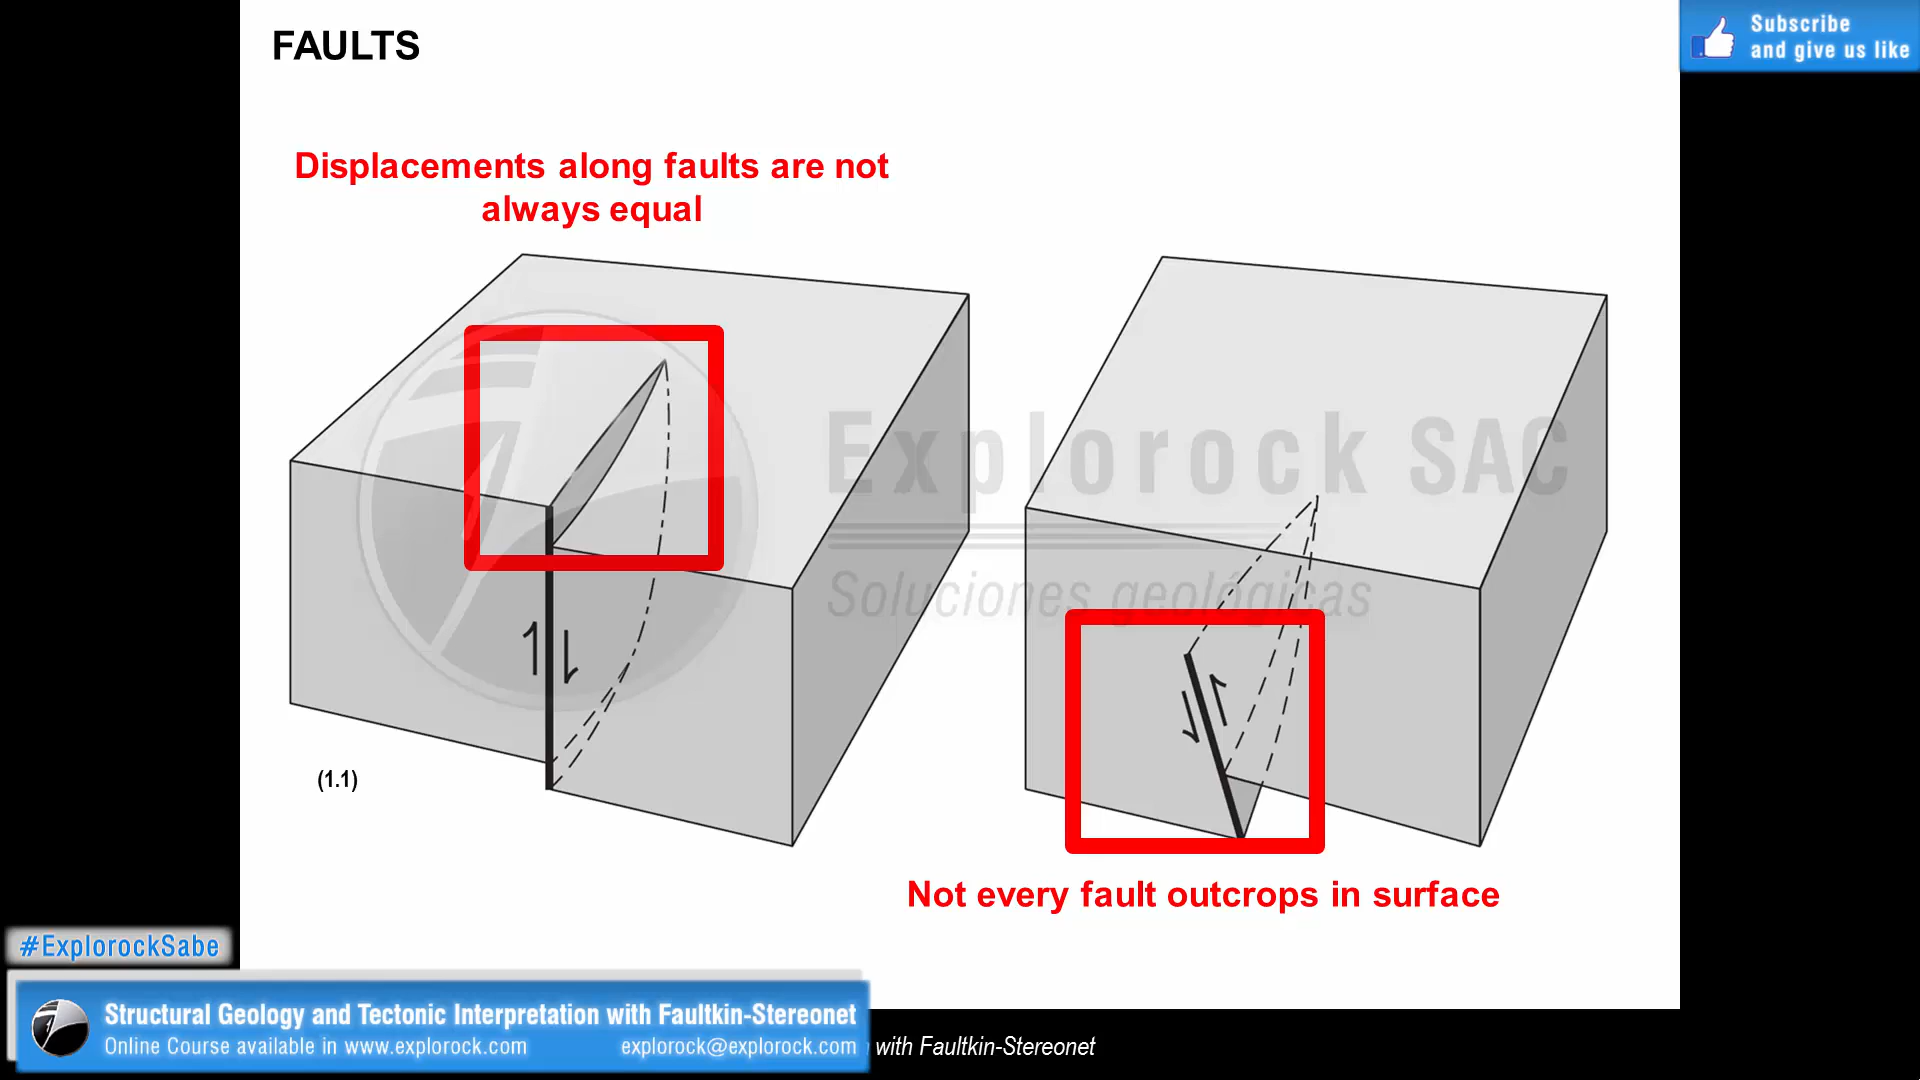 FAULTS
Subscribe
and give us like
Displacements along faults are not
always equal
Explorock SAC
Soluciones geológicas
(1.1)
Not every fault outcrops in surface
#ExplorockSabe
Structural Geology and Tectonic Interpretation with Faultkin-Stereonet
Online Course available in www.explorock.com explorock@explorock.com
with Faultkin-Stereonet